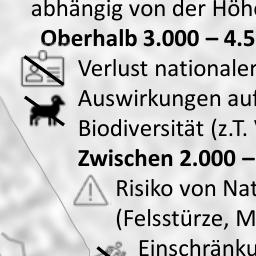 abhängig von der Höhe
Oberhalb 3.000 – 4.5
Verlust nationaler
Auswirkungen auf
Biodiversität (z.T.
Zwischen 2.000 –
Risiko von Nat
(Felsstürze, M
Einschränku